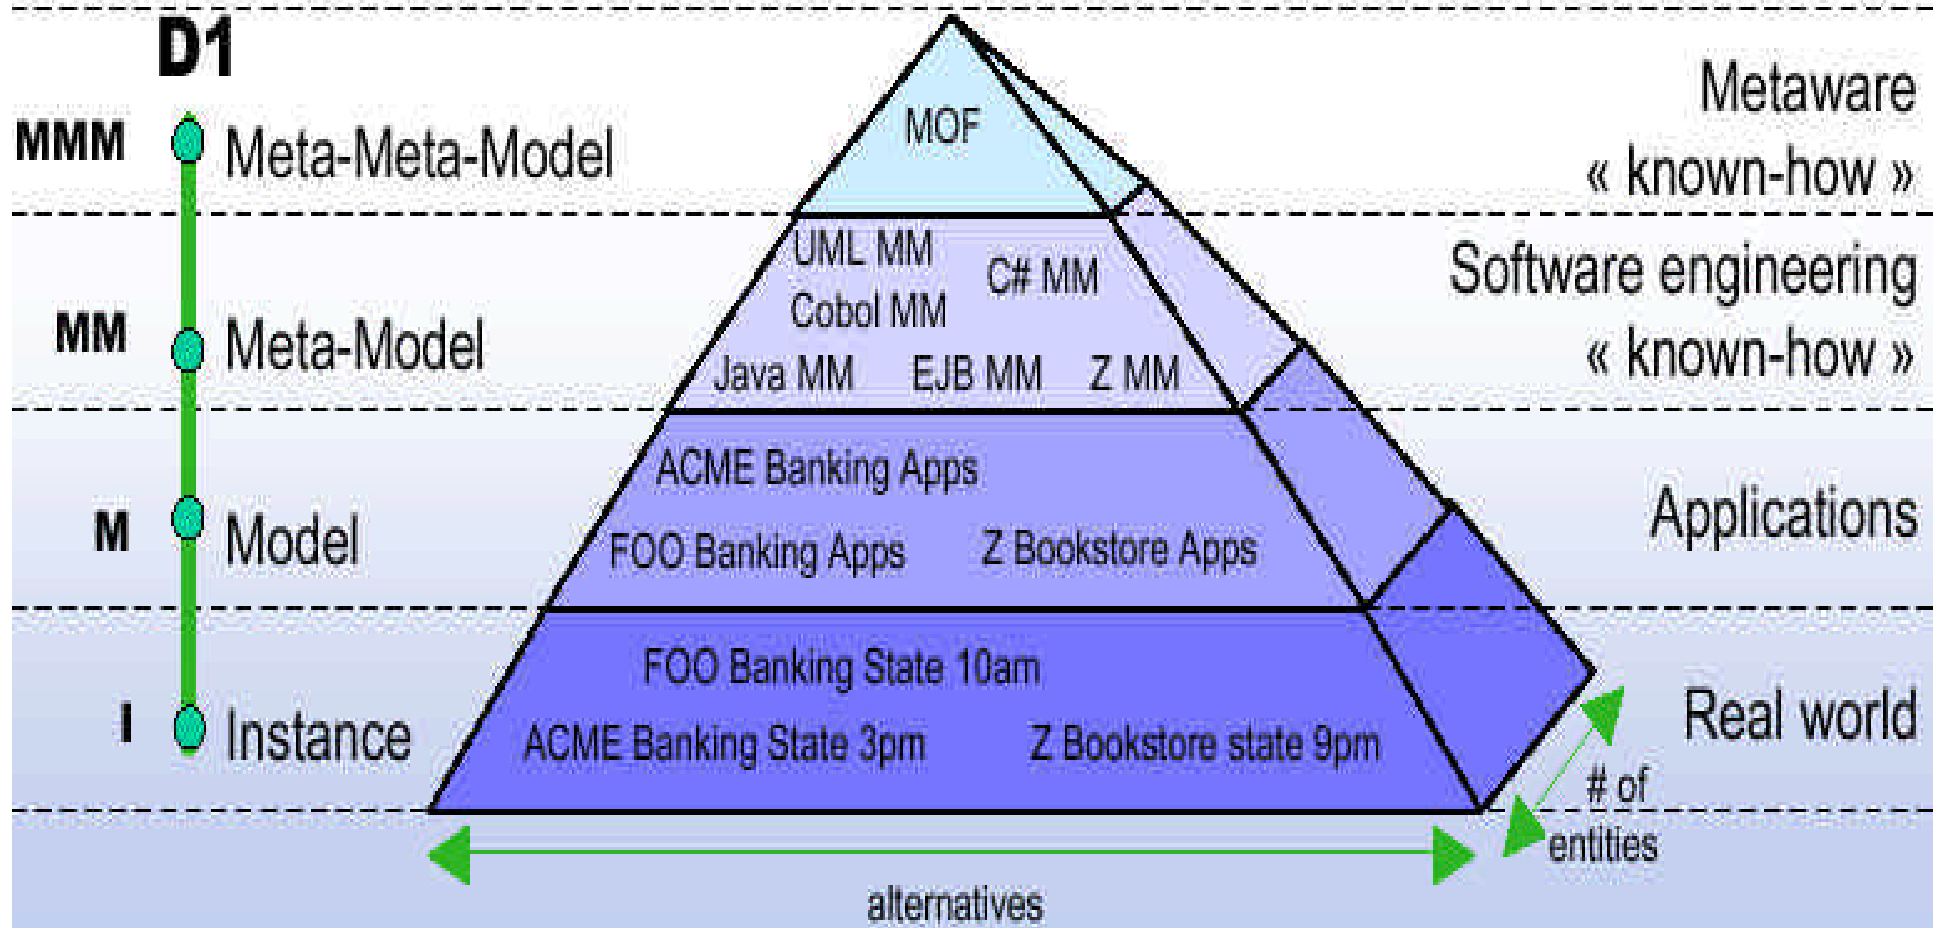 D1
MMM
Meta-Meta-Model
MOF
Metaware
« known-how »
MM
Meta-Model
UML MM
C# MM
Cobol MM
Java MM
EJB MM
Z MM
Software engineering
« known-how »
M
Model
ACME Banking Apps
FOO Banking Apps
Z Bookstore Apps
Applications
I
Instance
FOO Banking State 10am
ACME Banking State 3pm
Z Bookstore state 9pm
Real world
# of
entities
alternatives